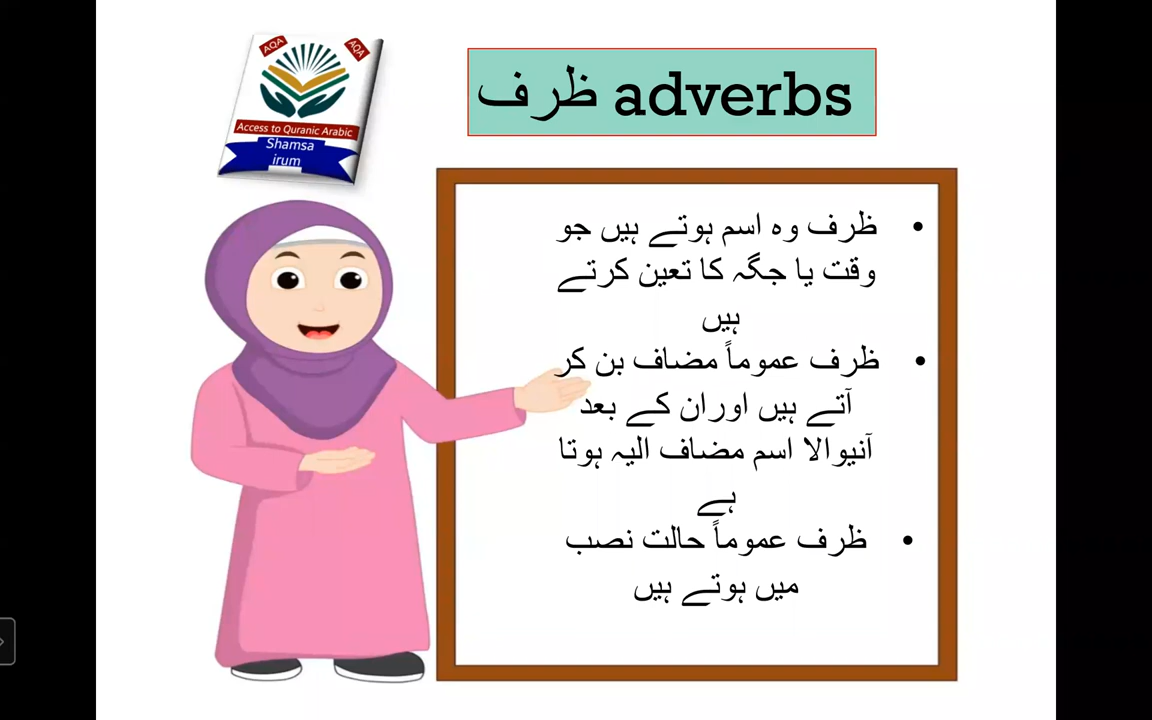 AQA
AQA
Access to Quranic Arabic
Shamsa
irum
ظرف adverbs
• ظرف وہ اسم ہوتے ہیں جو
وقت یا جگہ کا تعین کرتے
ہیں
• ظرف عموماً مضاف بن کر
آتے ہیں اوران کے بعد
آنیوالا اسم مضاف الیہ ہوتا
ہے
• ظرف عموماً حالت نصب
میں ہوتے ہیں